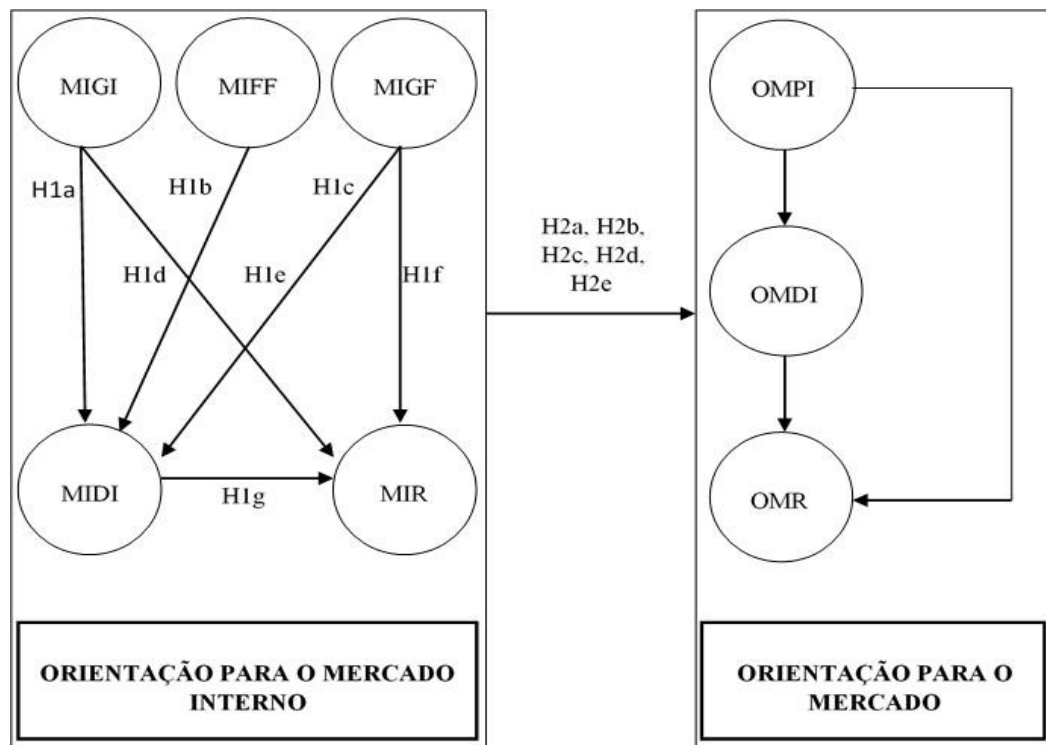 MIGI
MIFF
MIGF
H1a
H1b
H1c
H1d
H1e
H1f
MIDI
H1g
MIR
ORIENTAÇÃO PARA O MERCADO
INTERNO
H2a, H2b,
H2c, H2d,
H2e
OMPI
OMDI
OMR
ORIENTAÇÃO PARA O
MERCADO